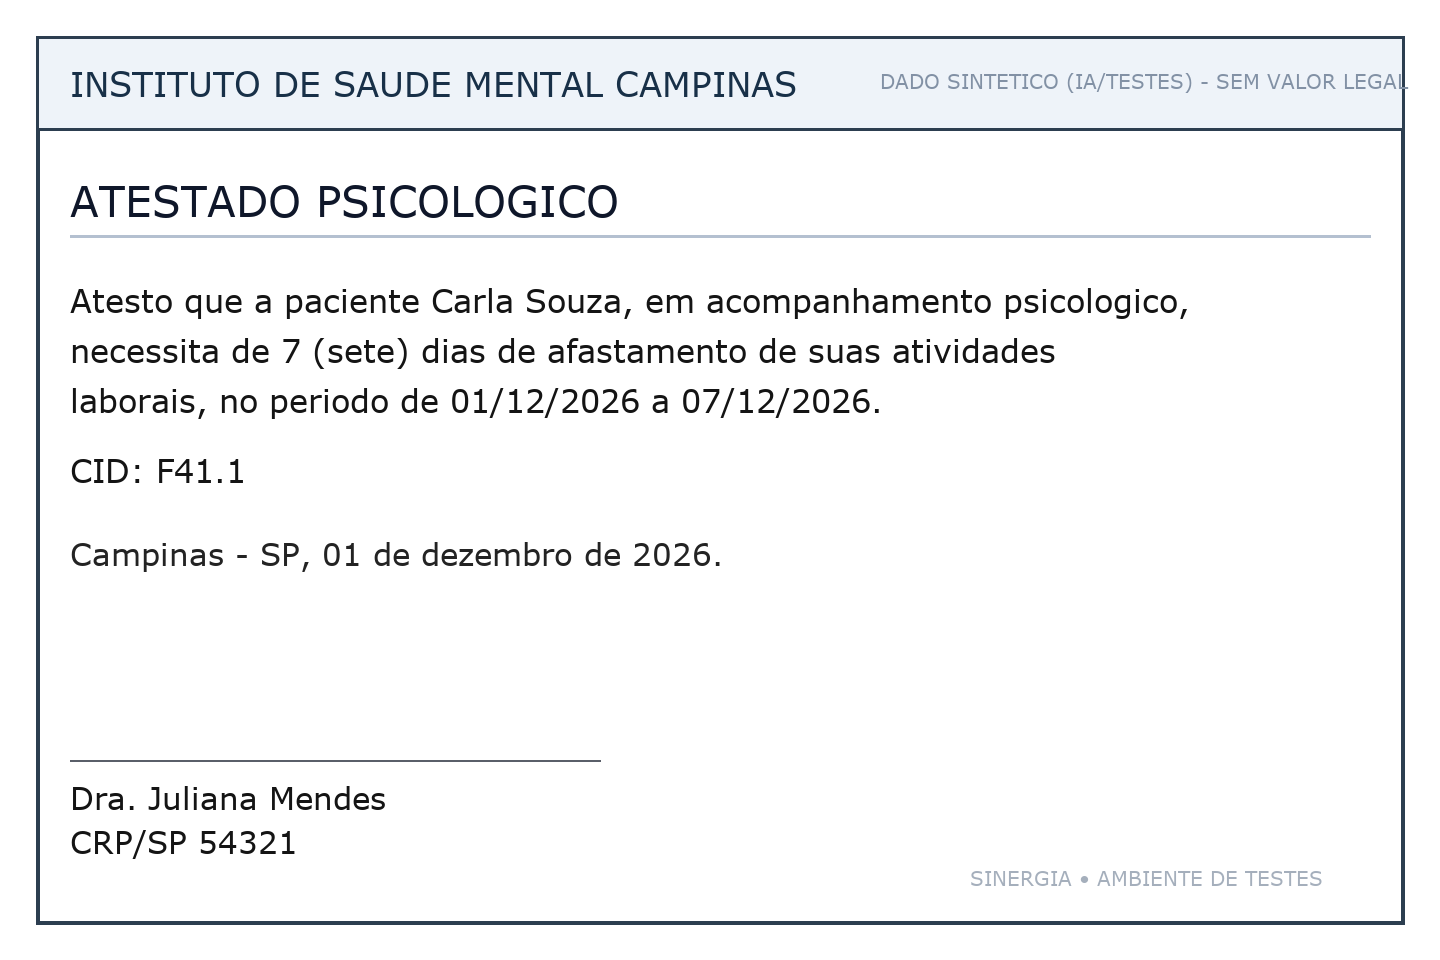 INSTITUTO DE SAUDE MENTAL CAMPINAS
DADO SINTETICO (IA/TESTES) - SEM VALOR LEGAL
ATESTADO PSICOLOGICO
Atesto que a paciente Carla Souza, em acompanhamento psicologico,
necessita de 7 (sete) dias de afastamento de suas atividades
laborais, no periodo de 01/12/2026 a 07/12/2026.
CID: F41.1
Campinas - SP, 01 de dezembro de 2026.
Dra. Juliana Mendes
CRP/SP 54321
SINERGIA • AMBIENTE DE TESTES